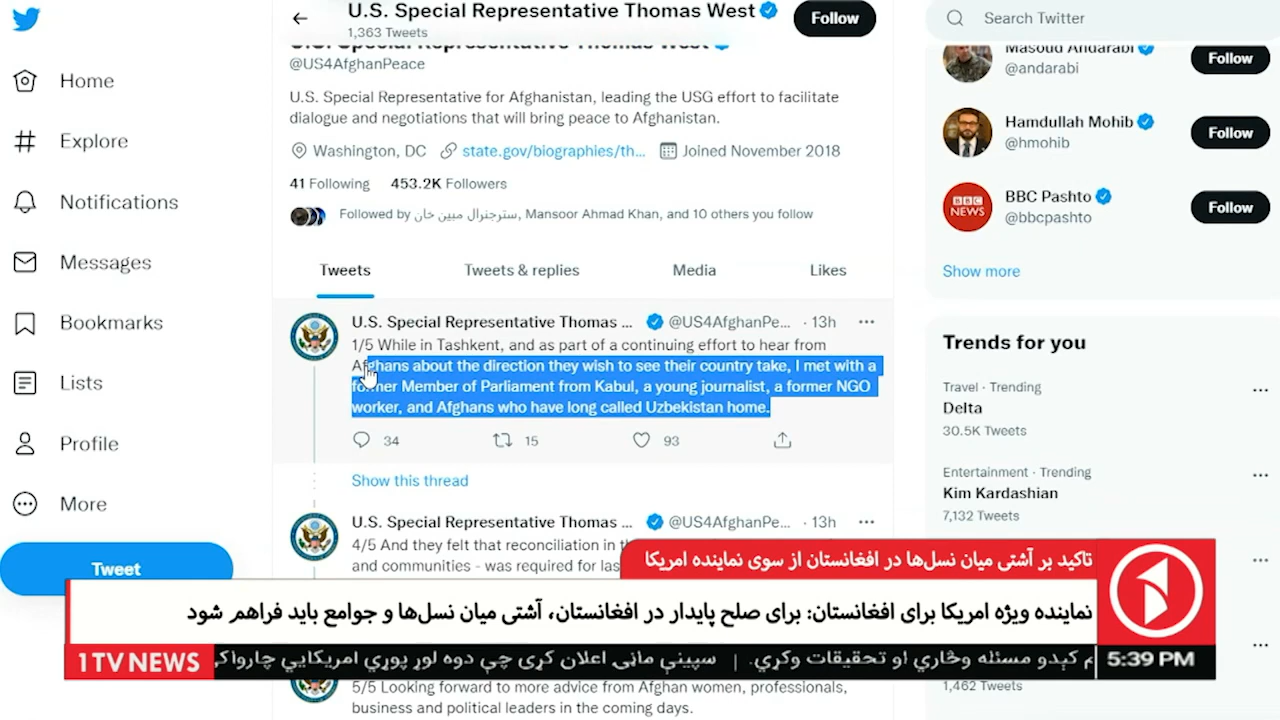 U.S. Special Representative Thomas West
1,363 Tweets
Follow
Search Twitter
Home
Explore
Notifications
Messages
Bookmarks
Lists
Profile
More
Tweet
U.S. Special Representative Thomas West
@US4AfghanPeace
U.S. Special Representative for Afghanistan, leading the USG effort to facilitate
dialogue and negotiations that will bring peace to Afghanistan.
Washington, DC state.gov/biographies/th... Joined November 2018
41 Following 453.2K Followers
Followed by سترجنرال مبین خان, Mansoor Ahmad Khan, and 10 others you follow
Tweets Tweets & replies Media Likes
U.S. Special Representative Thomas ... @US4AfghanPe... · 13h
1/5 While in Tashkent, and as part of a continuing effort to hear from
Afghans about the direction they wish to see their country take, I met with a
former Member of Parliament from Kabul, a young journalist, a former NGO
worker, and Afghans who have long called Uzbekistan home.
34 15 93
Show this thread
U.S. Special Representative Thomas ... @US4AfghanPe... · 13h
4/5 And they felt that reconciliation in
and communities - was required for
5/5 Looking forward to more advice from Afghan women, professionals,
business and political leaders in the coming days.
Masoud Andarabi
@andarabi
Follow
Hamdullah Mohib
@hmohib
Follow
BBC NEWS
BBC Pashto
@bbcpashto
Follow
Show more
Trends for you
Travel · Trending
Delta
30.5K Tweets
Entertainment · Trending
Kim Kardashian
7,132 Tweets
1,462 Tweets
تاکید بر آشتی میان نسل‌ها در افغانستان از سوی نماینده امریکا
نماینده ویژه امریکا برای افغانستان: برای صلح پایدار در افغانستان، آشتی میان نسل‌ها و جوامع باید فراهم شود
1TV NEWS
کېدو مسئله وڅاري او تحقیقات وکړي. | سپینې ماڼۍ اعلان کړی چې دوه لوړ پوړي امریکایي
5:39 PM